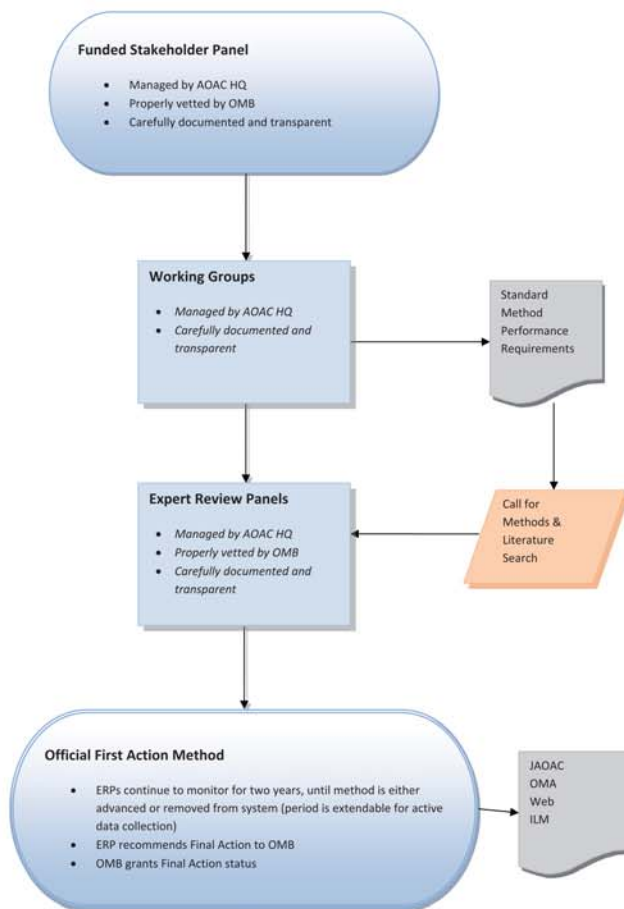 Funded Stakeholder Panel
• Managed by AOAC HQ
• Properly vetted by OMB
• Carefully documented and transparent
Working Groups
• Managed by AOAC HQ
• Carefully documented and
transparent
Standard
Method
Performance
Requirements
Expert Review Panels
• Managed by AOAC HQ
• Properly vetted by OMB
• Carefully documented and
transparent
Call for
Methods &
Literature
Search
Official First Action Method
• ERPs continue to monitor for two years, until method is either
advanced or removed from system (period is extendable for active
data collection)
• ERP recommends Final Action to OMB
• OMB grants Final Action status
JAOAC
OMA
Web
ILM